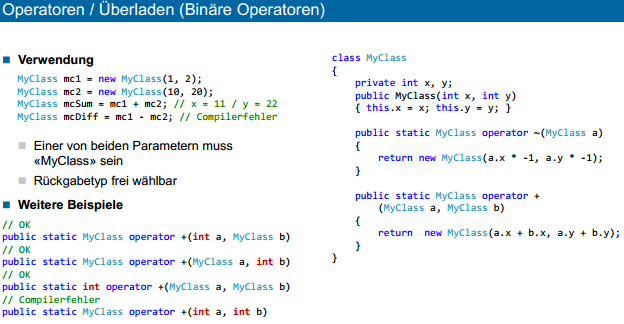 Operatoren / Überladen (Binäre Operatoren)
Verwendung
MyClass mc1 = new MyClass(1, 2);
MyClass mc2 = new MyClass(10, 20);
MyClass mcSum = mc1 + mc2; // x = 11 / y = 22
MyClass mcDiff = mc1 - mc2; // Compilerfehler
Einer von beiden Parametern muss
«MyClass» sein
Rückgabetyp frei wählbar
Weitere Beispiele
// OK
public static MyClass operator +(int a, MyClass b)
// OK
public static MyClass operator +(MyClass a, int b)
// OK
public static int operator +(MyClass a, MyClass b)
// Compilerfehler
public static MyClass operator +(int a, int b)
class MyClass
{
private int x, y;
public MyClass(int x, int y)
{ this.x = x; this.y = y; }
public static MyClass operator ~(MyClass a)
{
return new MyClass(a.x * -1, a.y * -1);
}
public static MyClass operator +
(MyClass a, MyClass b)
{
return new MyClass(a.x + b.x, a.y + b.y);
}
}